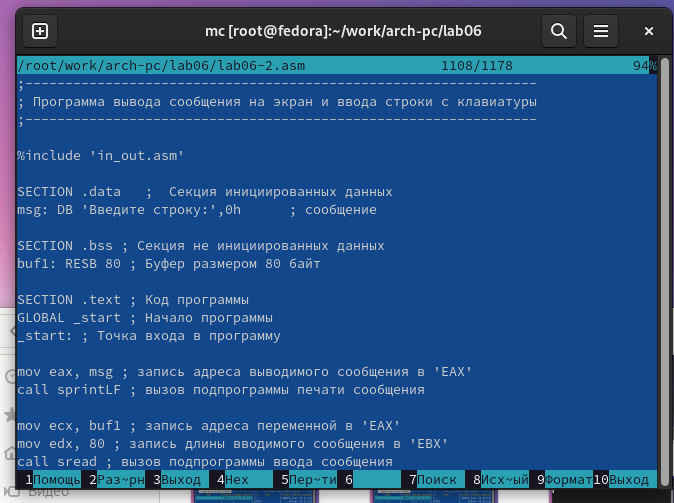 mc [root@fedora]:~/work/arch-pc/lab06
/root/work/arch-pc/lab06/lab06-2.asm 1108/1178 94%
;----------------------------------------------------------------
; Программа вывода сообщения на экран и ввода строки с клавиатуры
;----------------------------------------------------------------
%include 'in_out.asm'
SECTION .data ; Секция инициированных данных
msg: DB 'Введите строку:',0h ; сообщение
SECTION .bss ; Секция не инициированных данных
buf1: RESB 80 ; Буфер размером 80 байт
SECTION .text ; Код программы
GLOBAL _start ; Начало программы
_start: ; Точка входа в программу
mov eax, msg ; запись адреса выводимого сообщения в 'EAX'
call sprintLF ; вызов подпрограммы печати сообщения
mov ecx, buf1 ; запись адреса переменной в 'EAX'
mov edx, 80 ; запись длины вводимого сообщения в 'EBX'
call sread ; вызов подпрограммы ввода сообщения
1Помощь 2Раз~рн 3Выход 4Hex 5Пер~ти 6 7Поиск 8Исх~ый 9Формат 10Выход
Видео